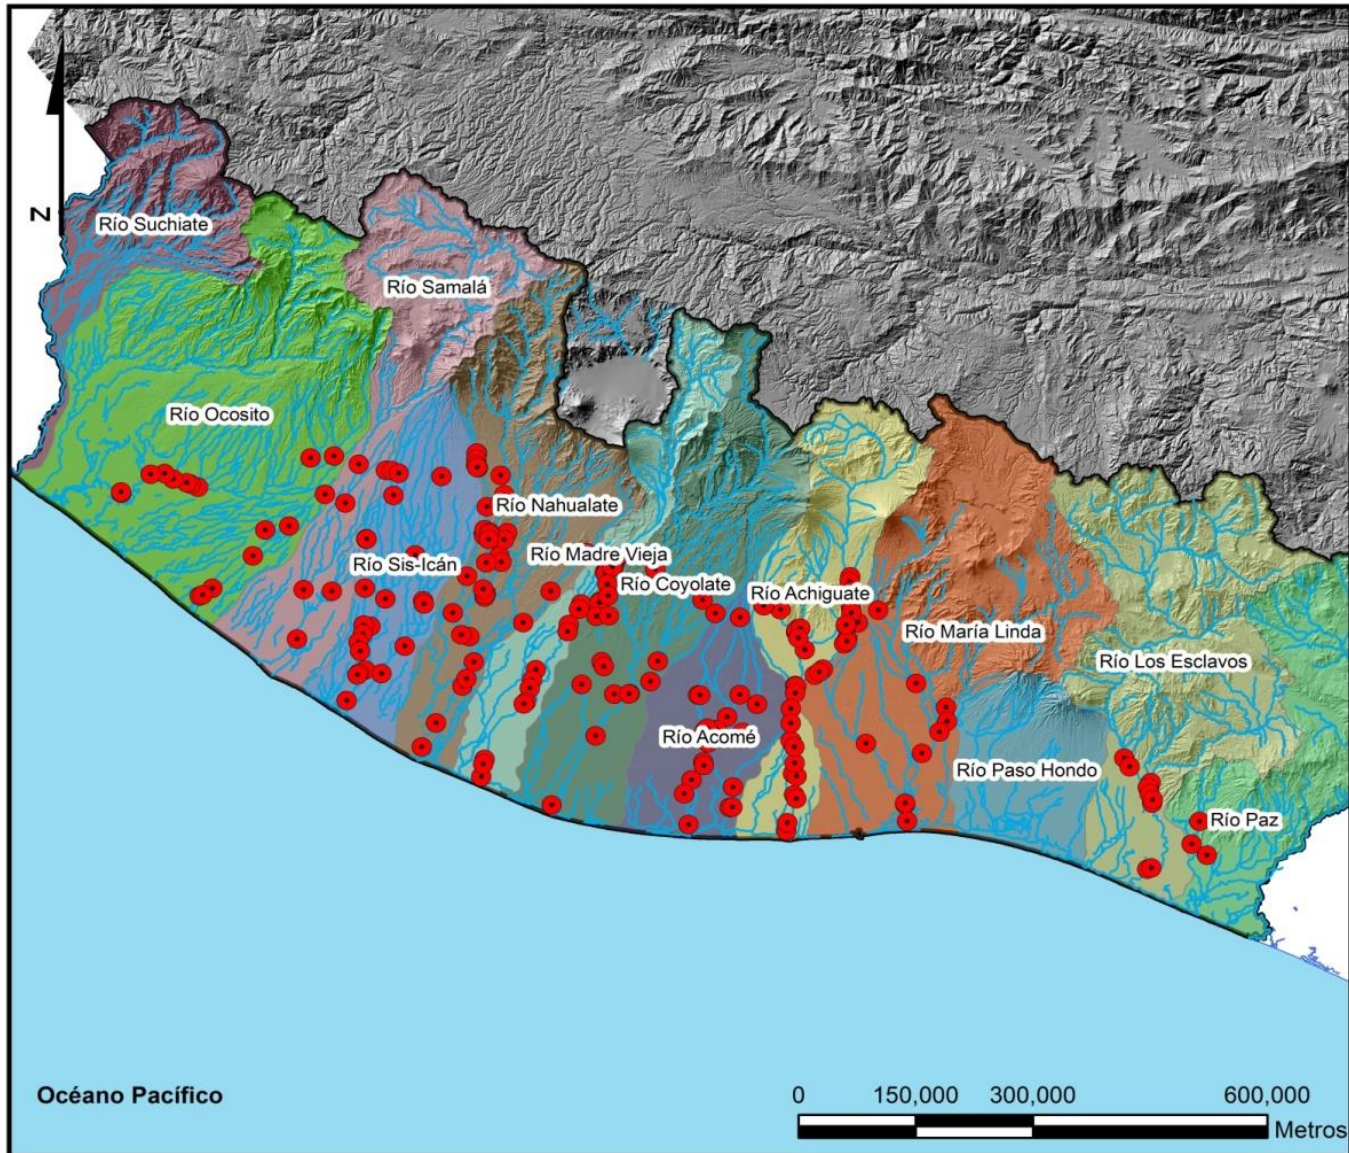 Z
Río Suchiate
Río Samalá
Río Ocosito
Río Nahualate
Río Madre Vieja
Río Sis-Icán
Río Coyolate
Río Achiguate
Río María Linda
Río Los Esclavos
Río Acomé
Río Paso Hondo
Río Paz
Océano Pacífico
0 150,000 300,000 600,000
Metros